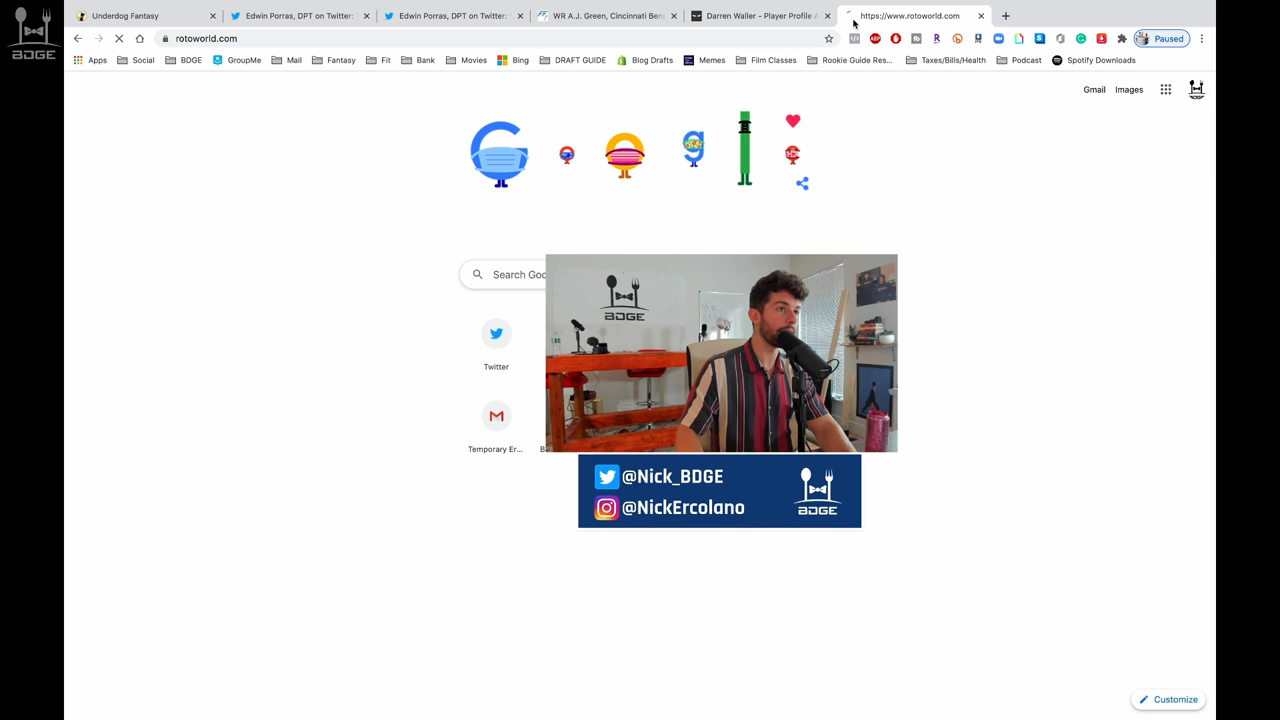 BDGE
Underdog Fantasy
Edwin Porras, DPT on Twitter:
Edwin Porras, DPT on Twitter:
WR A.J. Green, Cincinnati Ben
Darren Waller - Player Profile A
https://www.rotoworld.com
rotoworld.com
Paused
Apps
Social
BDGE
GroupMe
Mail
Fantasy
Fit
Bank
Movies
Bing
DRAFT GUIDE
Blog Drafts
Memes
Film Classes
Rookie Guide Res...
Taxes/Bills/Health
Podcast
Spotify Downloads
Gmail
Images
Search Goo
BDGE
Twitter
Temporary Er...
@Nick_BDGE
@NickErcolano
BDGE
Customize